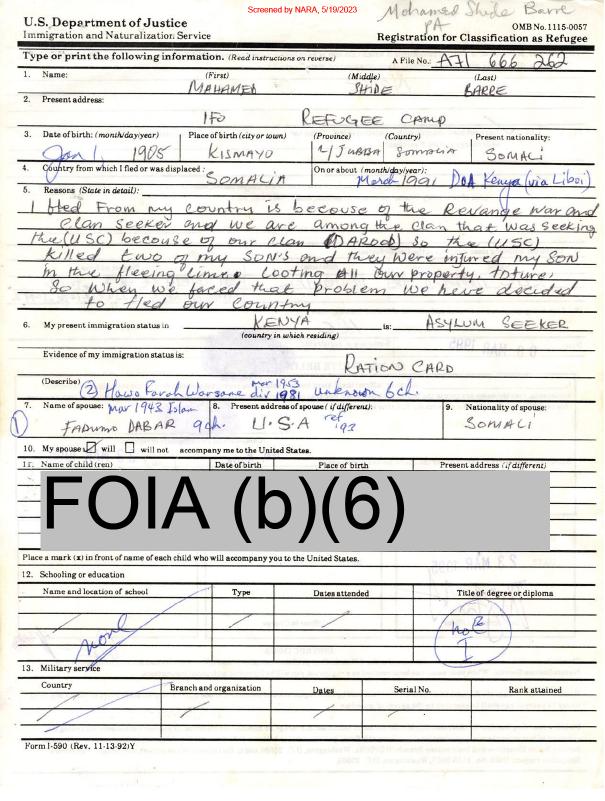 Screened by NARA, 5/19/2023
Mohamed Shide Barre
PA
U.S. Department of Justice
Immigration and Naturalization Service
OMB No. 1115-0057
Registration for Classification as Refugee
Type or print the following information. (Read instructions on reverse)
A File No.: A71 666 262
1. Name: (First) (Middle) (Last)
MAHAMED SHIDE BARRE
2. Present address:
IFO REFUGEE CAMP
3. Date of birth: (month/day/year) Place of birth (city or town) (Province) (Country) Present nationality:
Jan 1, 1905 KISMAYO L/JUBBA SOMALIA SOMALI
4. Country from which I fled or was displaced: On or about (month/day/year):
SOMALIA March 1991 DOA Kenya (via Liboi)
5. Reasons (State in detail):
I fled From my country is becouse of the Revange war and
clan seeker and we are among the clan that was seeking
the (USC) becouse of our clan (DAROOD) so the (USC)
killed two of my SON'S and they were injured my SON
in the fleeing time. Looting All our property, toture,
So when we faced that problem we have decided
to fled our country
6. My present immigration status in KENYA is: ASYLUM SEEKER
(country in which residing)
Evidence of my immigration status is:
RATION CARD
(Describe)
mar 1953
(2) Hawo Farah Warsame div 1981 unknown 6 ch.
7. Name of spouse: mar 1943 Islam 8. Present address of spouse (if different): 9. Nationality of spouse:
(1) FADUMO DABAR 9 ch. U.S.A ref '93 SOMALI
10. My spouse will will not accompany me to the United States.
11. Name of child (ren) Date of birth Place of birth Present address (if different)
FOIA (b)(6)
Place a mark (x) in front of name of each child who will accompany you to the United States.
12. Schooling or education
Name and location of school Type Dates attended Title of degree or diploma
none
13. Military service
Country Branch and organization Dates Serial No. Rank attained
Form I-590 (Rev. 11-13-92)Y